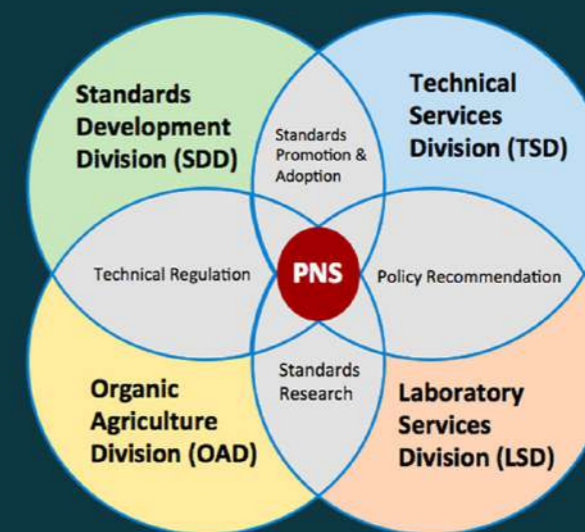 Standards
Development
Division (SDD)
Technical
Services
Division (TSD)
Standards
Promotion &
Adoption
Technical Regulation
PNS
Policy Recommendation
Standards
Research
Organic
Agriculture
Division (OAD)
Laboratory
Services
Division (LSD)